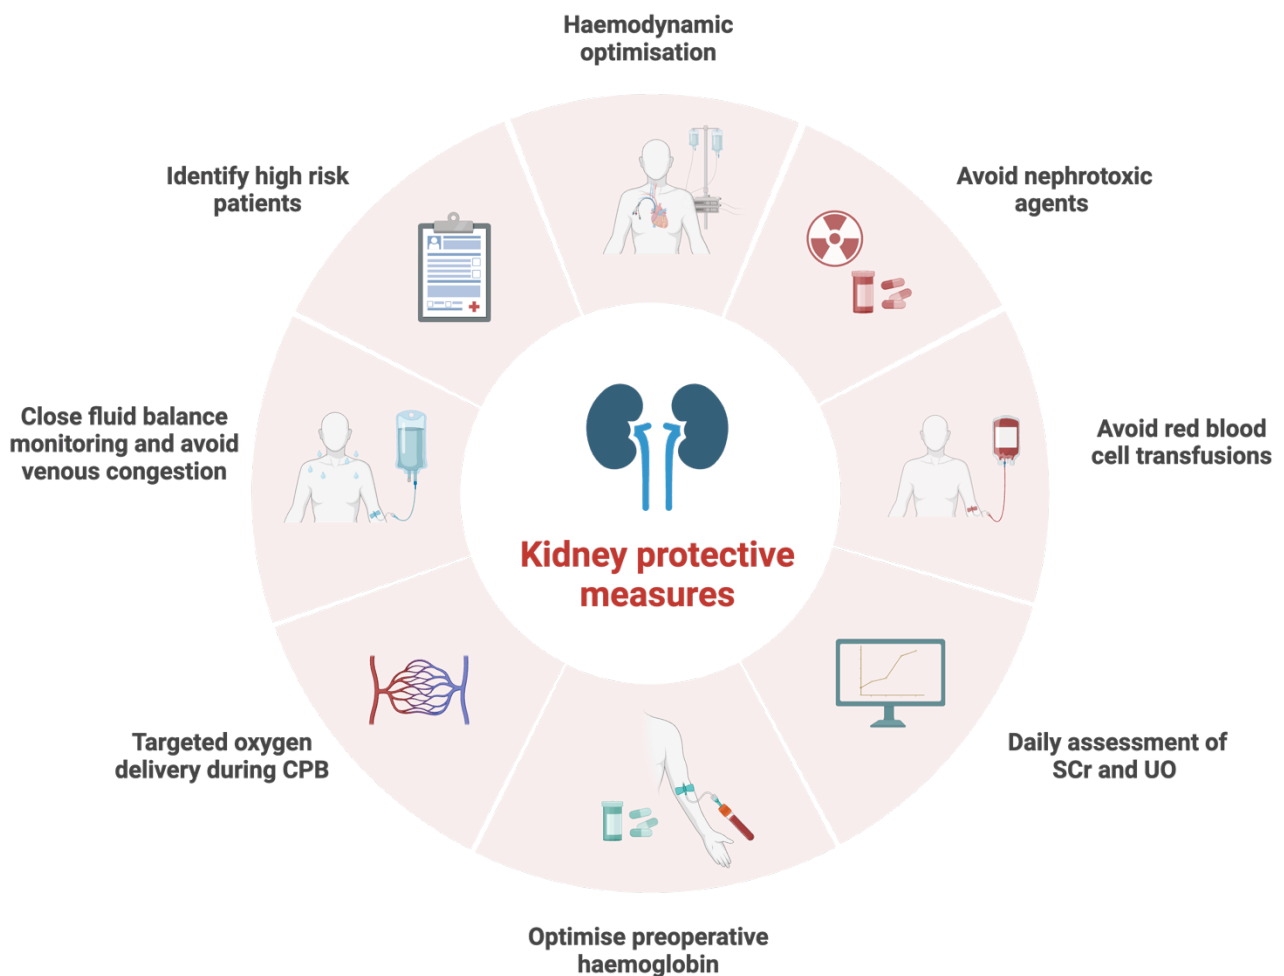 Haemodynamic
optimisation
Identify high risk
patients
Avoid nephrotoxic
agents
Close fluid balance
monitoring and avoid
venous congestion
Avoid red blood
cell transfusions
Kidney protective
measures
Targeted oxygen
delivery during CPB
Daily assessment of
SCr and UO
Optimise preoperative
haemoglobin